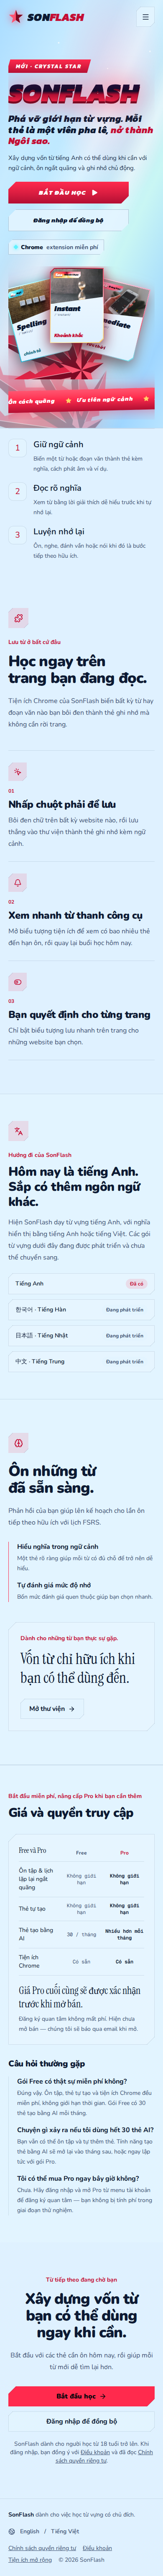 SONFLASH
MỚI · CRYSTAL STAR
SONFLASH
Phá vỡ giới hạn từ vựng. Mỗi
thẻ là một viên pha lê, nở thành
Ngôi sao.
Xây dựng vốn từ tiếng Anh có thể dùng khi cần với
quy định, ôn ngắt quãng và ghi nhớ chủ động.
BẮT ĐẦU HỌC
Đăng nhập để đồng bộ
Chrome extension miễn phí
Spelling
chính tả
Instant
Khoảnh khắc
Ôn cách quãng
Ưu tiên ngữ cảnh
1
Giữ ngữ cảnh
Biến một từ hoặc đoạn văn thành thẻ kèm
nghĩa, cách phát âm và ví dụ.
2
Đọc rõ nghĩa
Xem từ bằng lời giải thích dễ hiểu trước khi tự
nhớ lại.
3
Luyện nhớ lại
Ôn, nghe, đánh vần hoặc nói khi đó là bước
tiếp theo hữu ích.
Lưu từ ở bất cứ đâu
Học ngay trên
trang bạn đang đọc.
Tiện ích Chrome của SonFlash biến bất kỳ từ hay
đoạn văn nào bạn bôi đen thành thẻ ghi nhớ mà
không cần rời trang.
01
Nhấp chuột phải để lưu
Bôi đen chữ trên bất kỳ website nào, rồi lưu
thẳng vào thư viện thành thẻ ghi nhớ kèm ngữ
cảnh.
02
Xem nhanh từ thanh công cụ
Mở biểu tượng tiện ích để xem có bao nhiêu thẻ
đến hạn ôn, rồi quay lại buổi học hôm nay.
03
Bạn quyết định cho từng trang
Chỉ bật biểu tượng lưu nhanh trên trang cho
những website bạn chọn.
Hướng đi của SonFlash
Hôm nay là tiếng Anh.
Sắp có thêm ngôn ngữ
khác.
Hiện SonFlash dạy từ vựng tiếng Anh, với nghĩa
hiển thị bằng tiếng Anh hoặc tiếng Việt. Các gói
từ vựng dưới đây đang được phát triển và chưa
thể chuyển sang.
Tiếng Anh
Đã có
한국어 · Tiếng Hàn
Đang phát triển
日本語 · Tiếng Nhật
Đang phát triển
中文 · Tiếng Trung
Đang phát triển
Ôn những từ
đã sẵn sàng.
Phản hồi của bạn giúp lên kế hoạch cho lần ôn
tiếp theo hữu ích với lịch FSRS.
Hiểu nghĩa trong ngữ cảnh
Một thẻ rõ ràng giúp mỗi từ có đủ chỗ để trở nên dễ
hiểu.
Tự đánh giá mức độ nhớ
Bốn mức đánh giá quen thuộc giúp bạn chọn nhanh.
Dành cho những từ bạn thực sự gặp.
Vốn từ chỉ hữu ích khi
bạn có thể dùng đến.
Mở thư viện →
Bắt đầu miễn phí, nâng cấp Pro khi bạn cần thêm
Giá và quyền truy cập
Free và Pro
Free
Pro
Ôn tập & lịch lặp lại ngắt quãng
Không giới hạn
Không giới hạn
Thẻ tự tạo
Không giới hạn
Không giới hạn
Thẻ tạo bằng AI
30 / tháng
Nhiều hơn mỗi tháng
Tiện ích Chrome
Có sẵn
Có sẵn
Giá Pro cuối cùng sẽ được xác nhận
trước khi mở bán.
Đăng ký quan tâm không mất phí. Hiện chưa
mở bán - chúng tôi sẽ báo qua email khi mở.
Câu hỏi thường gặp
Gói Free có thật sự miễn phí không?
Đúng vậy. Ôn tập, thẻ tự tạo và tiện ích Chrome đều
miễn phí, không giới hạn thời gian. Gói Free có 30
thẻ tạo bằng AI mỗi tháng.
Chuyện gì xảy ra nếu tôi dùng hết 30 thẻ AI?
Bạn vẫn có thể ôn tập và tự thêm thẻ. Tính năng tạo
thẻ bằng AI sẽ mở lại vào tháng sau, hoặc ngay lập
tức với gói Pro.
Tôi có thể mua Pro ngay bây giờ không?
Chưa. Hãy đăng nhập và mở Pro từ menu tài khoản
để đăng ký quan tâm — bạn không bị tính phí trong
giai đoạn thử nghiệm.
Từ tiếp theo đang chờ bạn
Xây dựng vốn từ
bạn có thể dùng
ngay khi cần.
Bắt đầu với các thẻ cần ôn hôm nay, rồi giúp từ
mới dễ tìm lại hơn.
Bắt đầu học →
Đăng nhập để đồng bộ
SonFlash dành cho người học từ 18 tuổi trở lên. Khi
đăng nhập, bạn đồng ý với Điều khoản và đã đọc Chính
sách quyền riêng tư.
SonFlash dành cho việc học từ vựng có chủ đích.
English / Tiếng Việt
Chính sách quyền riêng tư Điều khoản
Tiện ích mở rộng © 2026 SonFlash